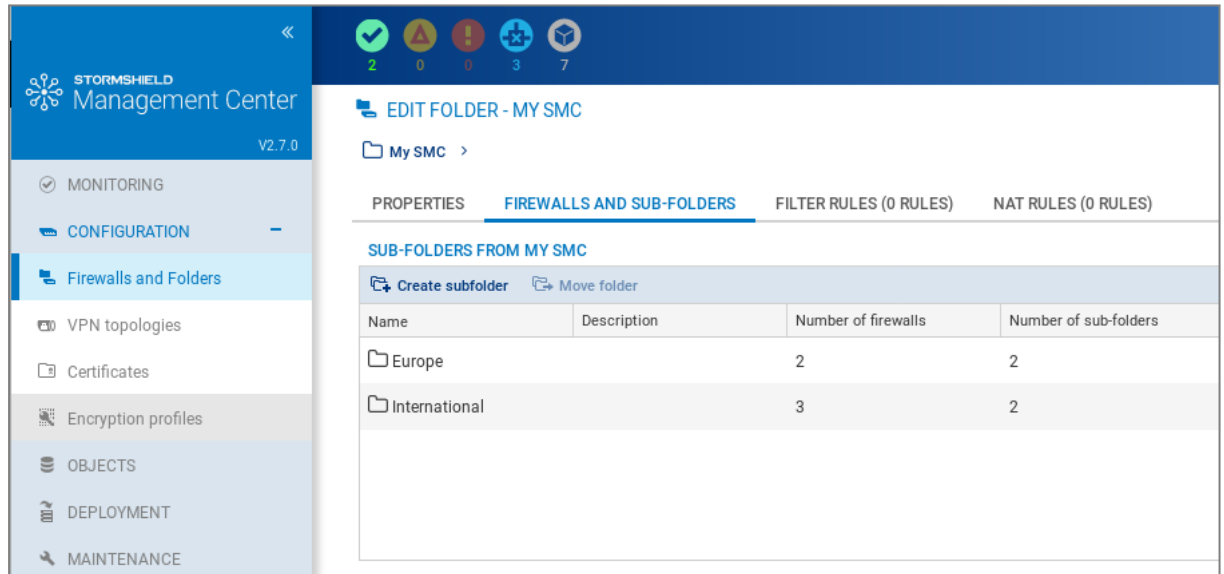 «
STORMSHIELD
Management Center
V2.7.0
MONITORING
CONFIGURATION −
Firewalls and Folders
VPN topologies
Certificates
Encryption profiles
OBJECTS
DEPLOYMENT
MAINTENANCE
2 0 0 3 7
EDIT FOLDER - MY SMC
My SMC >
PROPERTIES FIREWALLS AND SUB-FOLDERS FILTER RULES (0 RULES) NAT RULES (0 RULES)
SUB-FOLDERS FROM MY SMC
Create subfolder Move folder
Name Description Number of firewalls Number of sub-folders
Europe 2 2
International 3 2